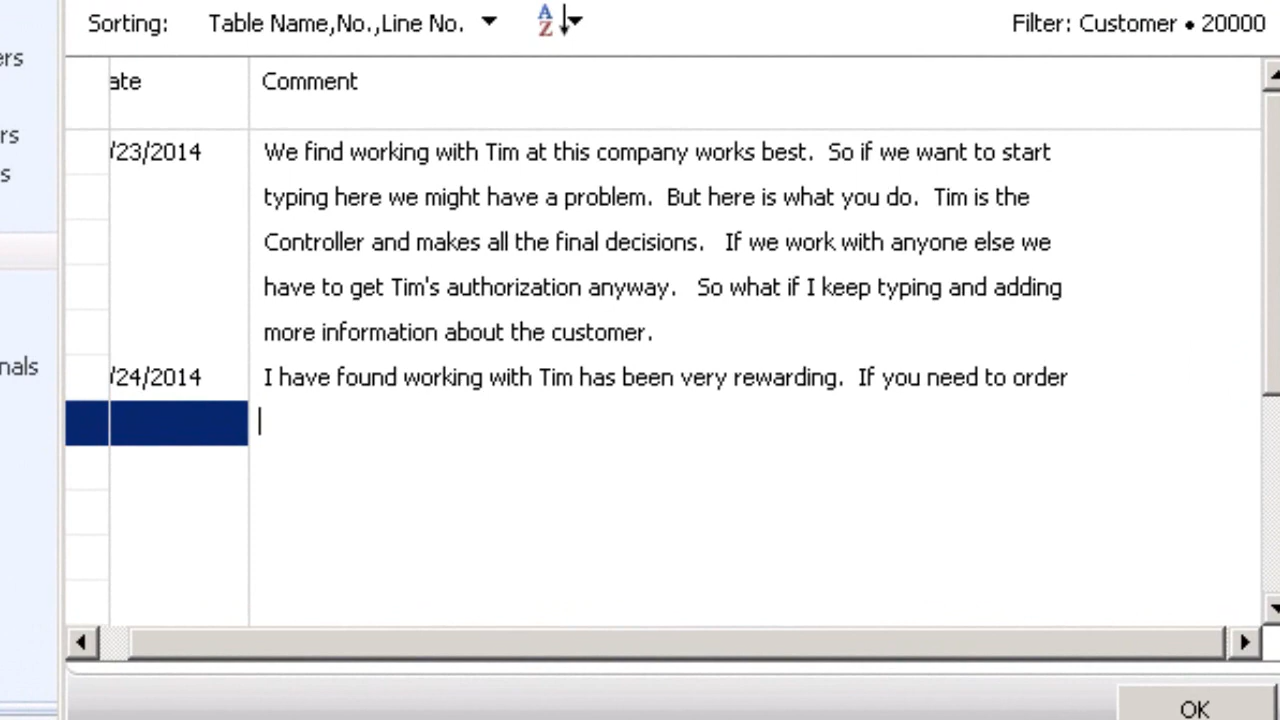 Sorting: Table Name,No.,Line No. Filter: Customer • 20000
ers
rs
s
nals
ate Comment
/23/2014 We find working with Tim at this company works best. So if we want to start
typing here we might have a problem. But here is what you do. Tim is the
Controller and makes all the final decisions. If we work with anyone else we
have to get Tim's authorization anyway. So what if I keep typing and adding
more information about the customer.
/24/2014 I have found working with Tim has been very rewarding. If you need to order
OK